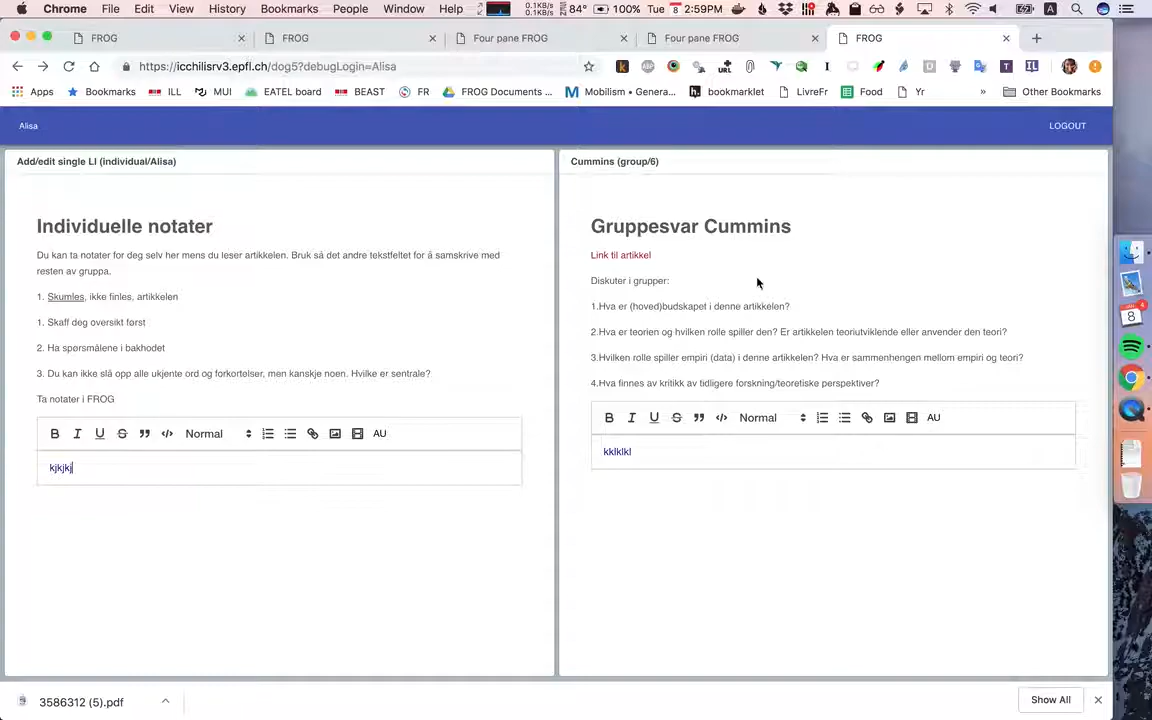 Chrome File Edit View History Bookmarks People Window Help 0.1KB/s 0.1KB/s 84° 100% Tue 8 2:59PM A
FROG FROG Four pane FROG Four pane FROG FROG
https://icchilisrv3.epfl.ch/dog5?debugLogin=Alisa
Apps Bookmarks ILL MUI EATEL board BEAST FR FROG Documents ... Mobilism • Genera... bookmarklet LivreFr Food Yr » Other Bookmarks
Alisa LOGOUT
Add/edit single LI (individual/Alisa)
Individuelle notater
Du kan ta notater for deg selv her mens du leser artikkelen. Bruk så det andre tekstfeltet for å samskrive med
resten av gruppa.
1. Skumles, ikke finles, artikkelen
1. Skaff deg oversikt først
2. Ha spørsmålene i bakhodet
3. Du kan ikke slå opp alle ukjente ord og forkortelser, men kanskje noen. Hvilke er sentrale?
Ta notater i FROG
B I U S Normal AU
kjkjkj
Cummins (group/6)
Gruppesvar Cummins
Link til artikkel
Diskuter i grupper:
1.Hva er (hoved)budskapet i denne artikkelen?
2.Hva er teorien og hvilken rolle spiller den? Er artikkelen teoriutviklende eller anvender den teori?
3.Hvilken rolle spiller empiri (data) i denne artikkelen? Hva er sammenhengen mellom empiri og teori?
4.Hva finnes av kritikk av tidligere forskning/teoretiske perspektiver?
B I U S Normal AU
kklklkl
3586312 (5).pdf
Show All